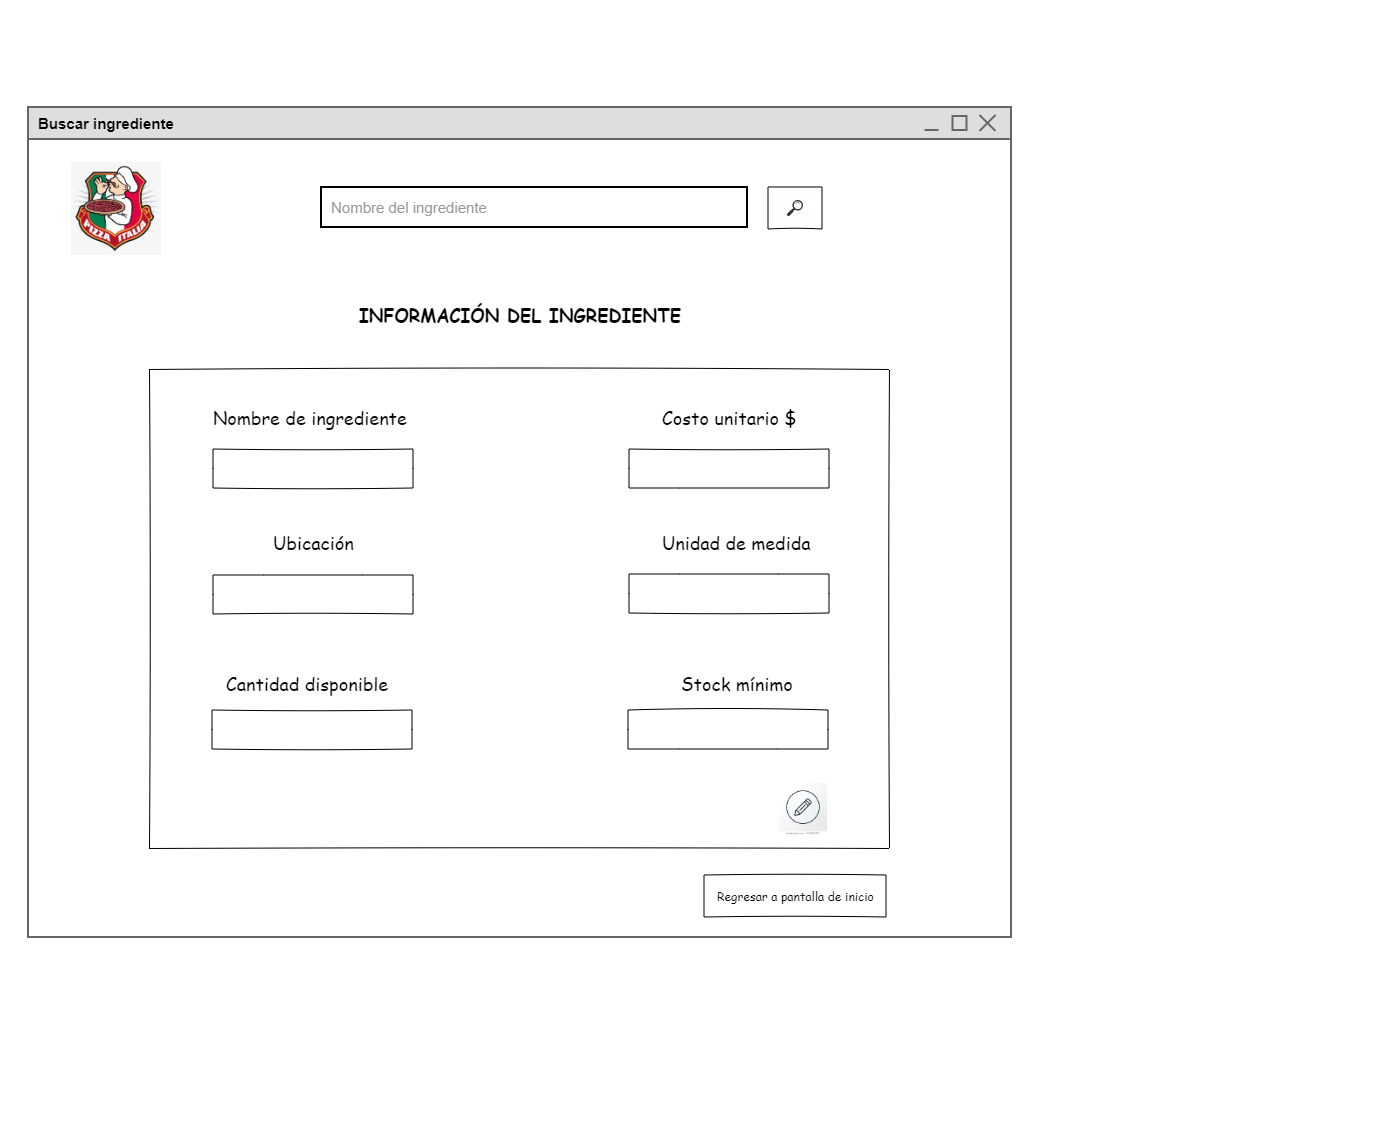 Buscar ingrediente
PIZZA ITALIA
Nombre del ingrediente
INFORMACIÓN DEL INGREDIENTE
Nombre de ingrediente
Costo unitario $
Ubicación
Unidad de medida
Cantidad disponible
Stock mínimo
Regresar a pantalla de inicio